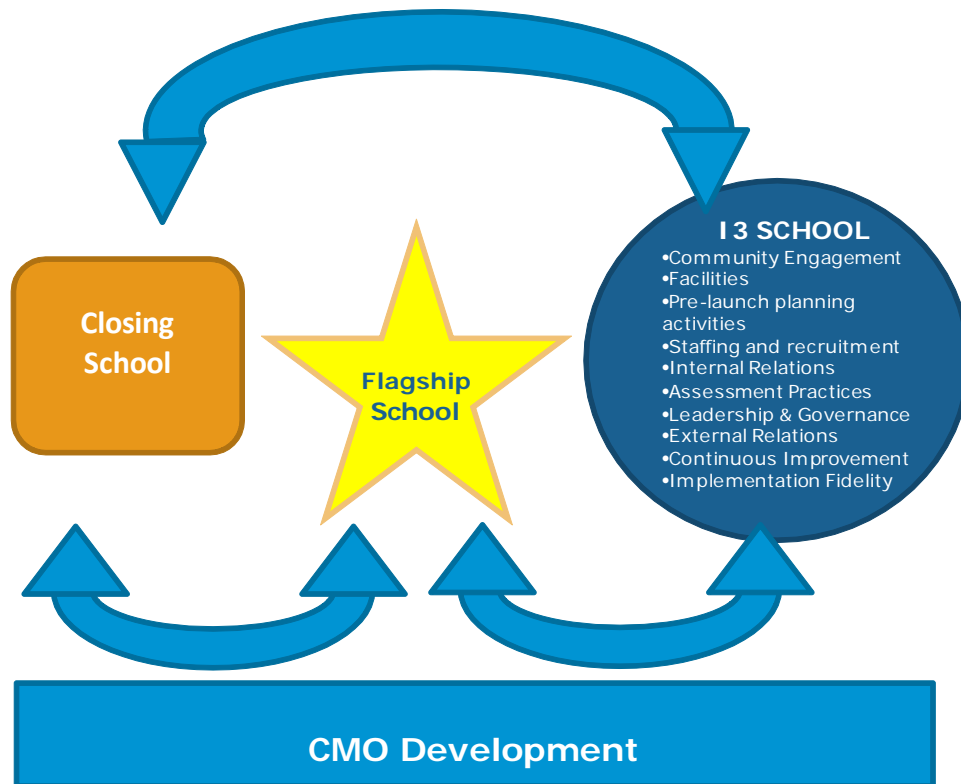 Closing
School
Flagship
School
I3 SCHOOL
•Community Engagement
•Facilities
•Pre-launch planning
activities
•Staffing and recruitment
•Internal Relations
•Assessment Practices
•Leadership & Governance
•External Relations
•Continuous Improvement
•Implementation Fidelity
CMO Development